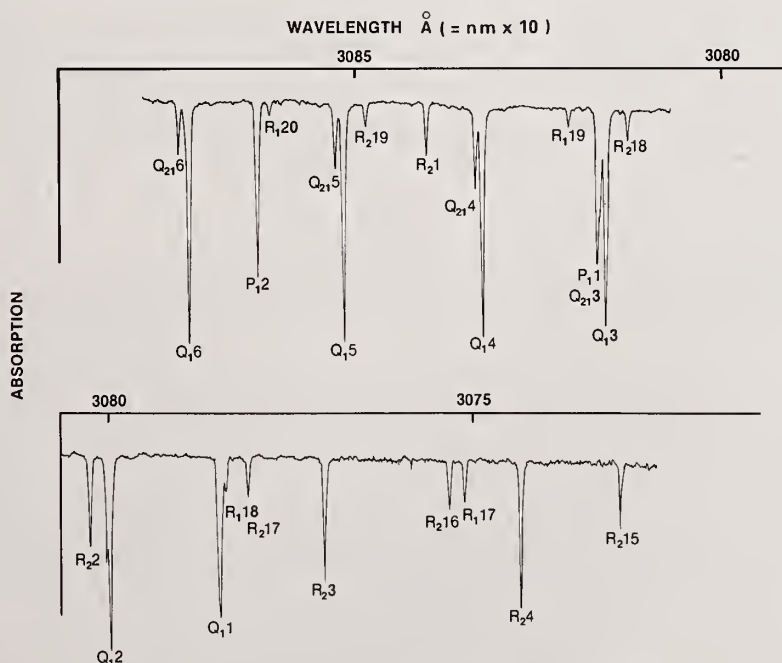 WAVELENGTH Å (= nm x 10)
3085 3080
R₁20 R₂19 R₂1 R₁19 R₂18
Q₂₁6 Q₂₁5 Q₂₁4
P₁2 P₁1
Q₂₁3
Q₁6 Q₁5 Q₁4 Q₁3
ABSORPTION
3080 3075
R₂2 R₁18 R₂17 R₂16 R₁17 R₂15
R₂3 R₂4
Q₁1
Q₁2